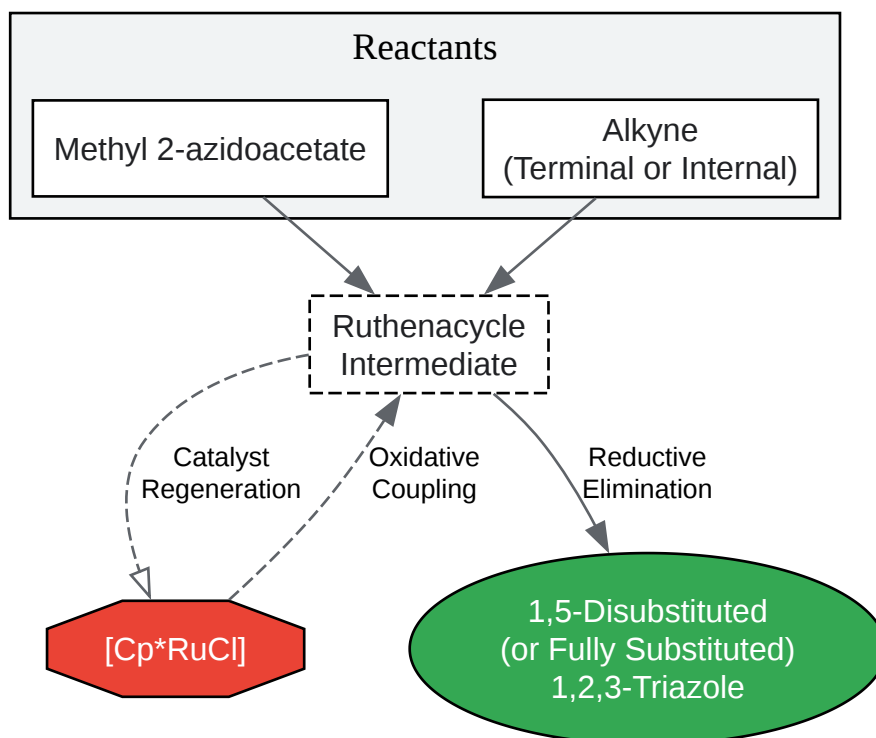 Reactants
Methyl 2-azidoacetate
Alkyne
(Terminal or Internal)
Ruthenacycle
Intermediate
Catalyst
Regeneration
Oxidative
Coupling
Reductive
Elimination
[Cp*RuCl]
1,5-Disubstituted
(or Fully Substituted)
1,2,3-Triazole